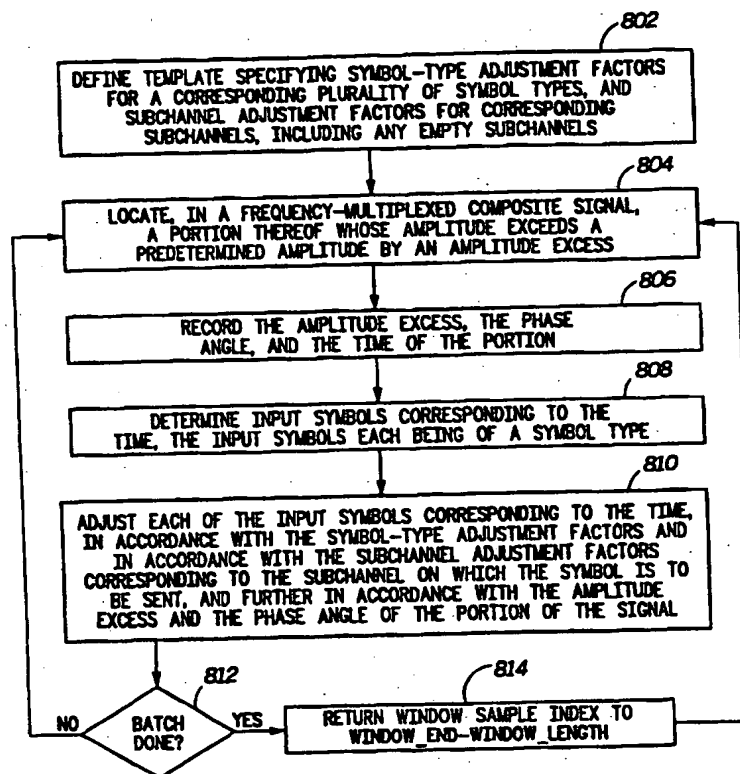 802
DEFINE TEMPLATE SPECIFYING SYMBOL-TYPE ADJUSTMENT FACTORS
FOR A CORRESPONDING PLURALITY OF SYMBOL TYPES, AND
SUBCHANNEL ADJUSTMENT FACTORS FOR CORRESPONDING
SUBCHANNELS, INCLUDING ANY EMPTY SUBCHANNELS
804
LOCATE, IN A FREQUENCY-MULTIPLEXED COMPOSITE SIGNAL,
A PORTION THEREOF WHOSE AMPLITUDE EXCEEDS A
PREDETERMINED AMPLITUDE BY AN AMPLITUDE EXCESS
806
RECORD THE AMPLITUDE EXCESS, THE PHASE
ANGLE, AND THE TIME OF THE PORTION
808
DETERMINE INPUT SYMBOLS CORRESPONDING TO THE
TIME, THE INPUT SYMBOLS EACH BEING OF A SYMBOL TYPE
810
ADJUST EACH OF THE INPUT SYMBOLS CORRESPONDING TO THE TIME,
IN ACCORDANCE WITH THE SYMBOL-TYPE ADJUSTMENT FACTORS AND
IN ACCORDANCE WITH THE SUBCHANNEL ADJUSTMENT FACTORS
CORRESPONDING TO THE SUBCHANNEL ON WHICH THE SYMBOL IS TO
BE SENT, AND FURTHER IN ACCORDANCE WITH THE AMPLITUDE
EXCESS AND THE PHASE ANGLE OF THE PORTION OF THE SIGNAL
812
NO
BATCH
DONE?
YES
814
RETURN WINDOW SAMPLE INDEX TO
WINDOW_END-WINDOW_LENGTH